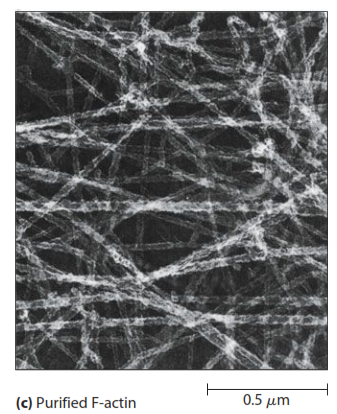 (c) Purified F-actin
0.5 μm